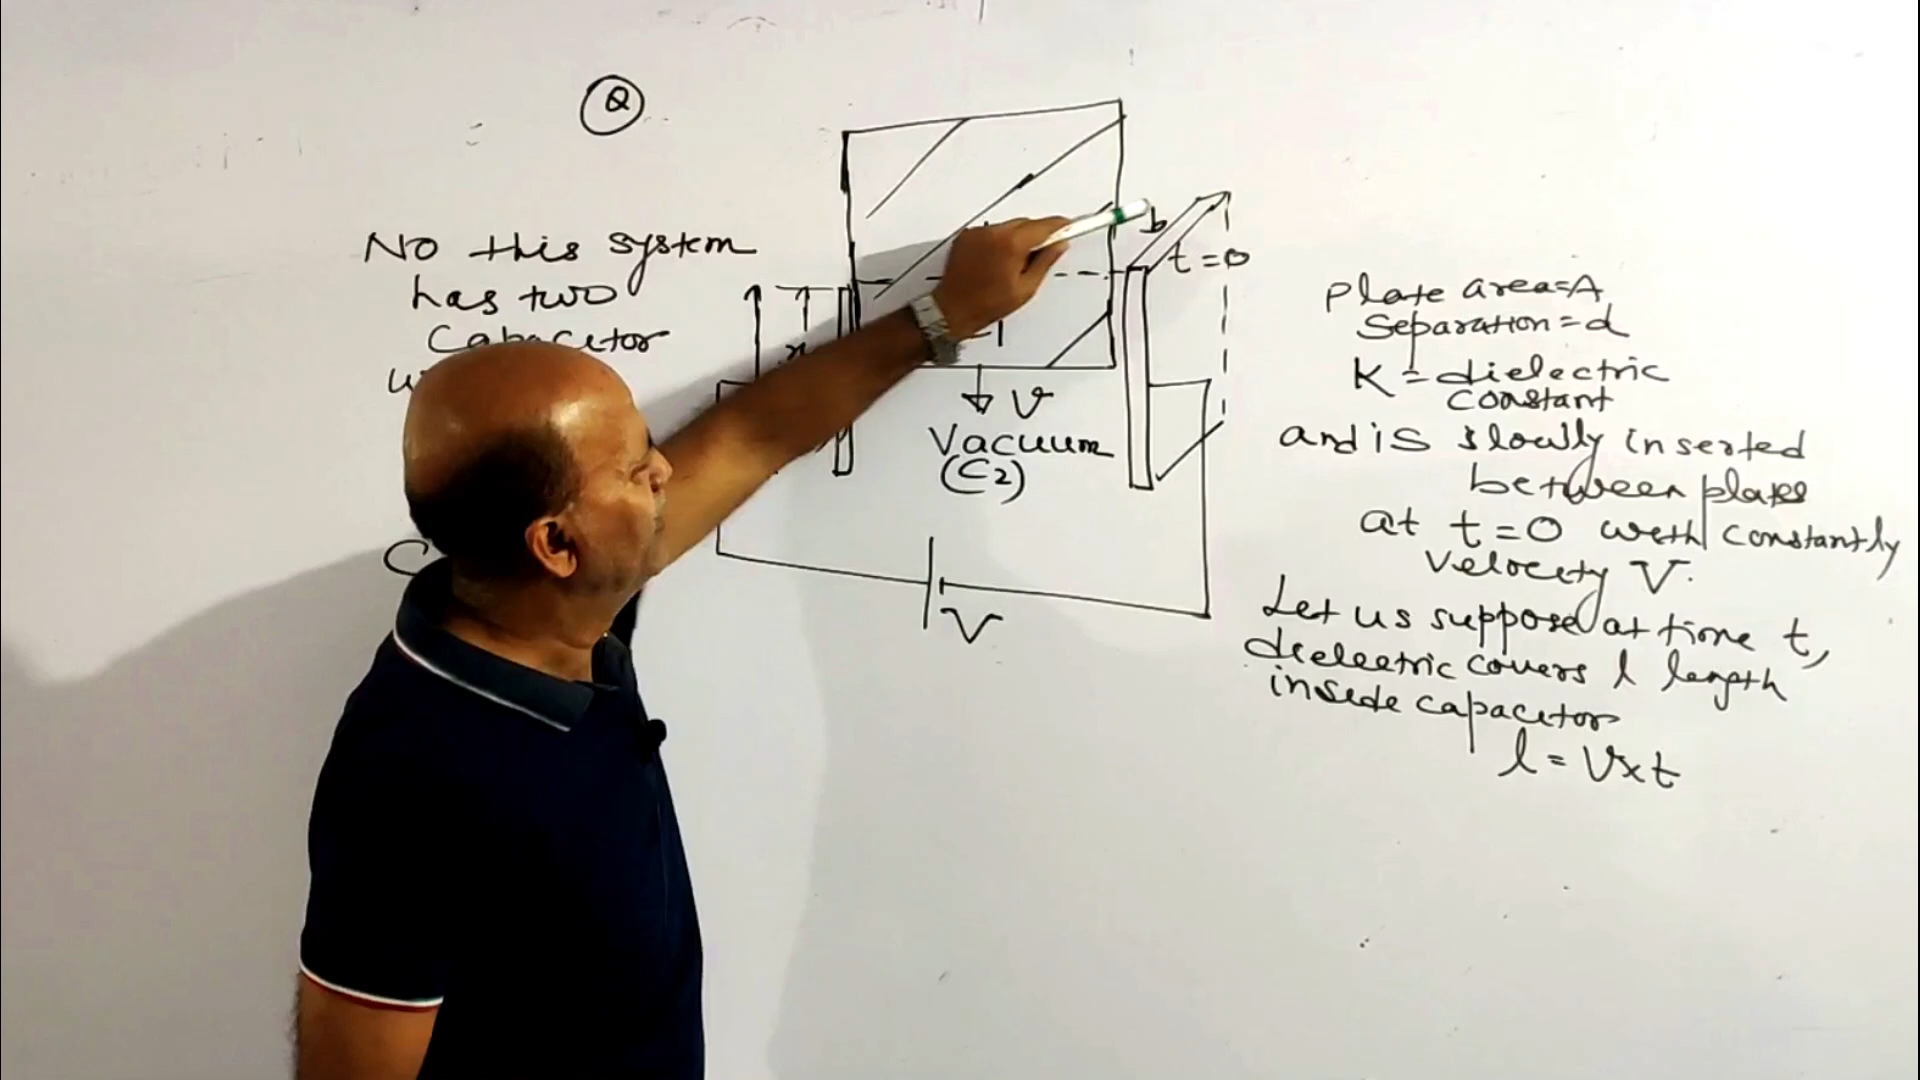 Q
No this system
has two
Capacitor
b
t=0
x
V
Vacuum
(C2)
V
Plate area=A
Separation=d
K=dielectric
constant
and is slowly inserted
between plates
at t=0 with constantly
velocity V.
Let us suppose at time t,
dielectric covers l length
inside capacitor
l=V×t